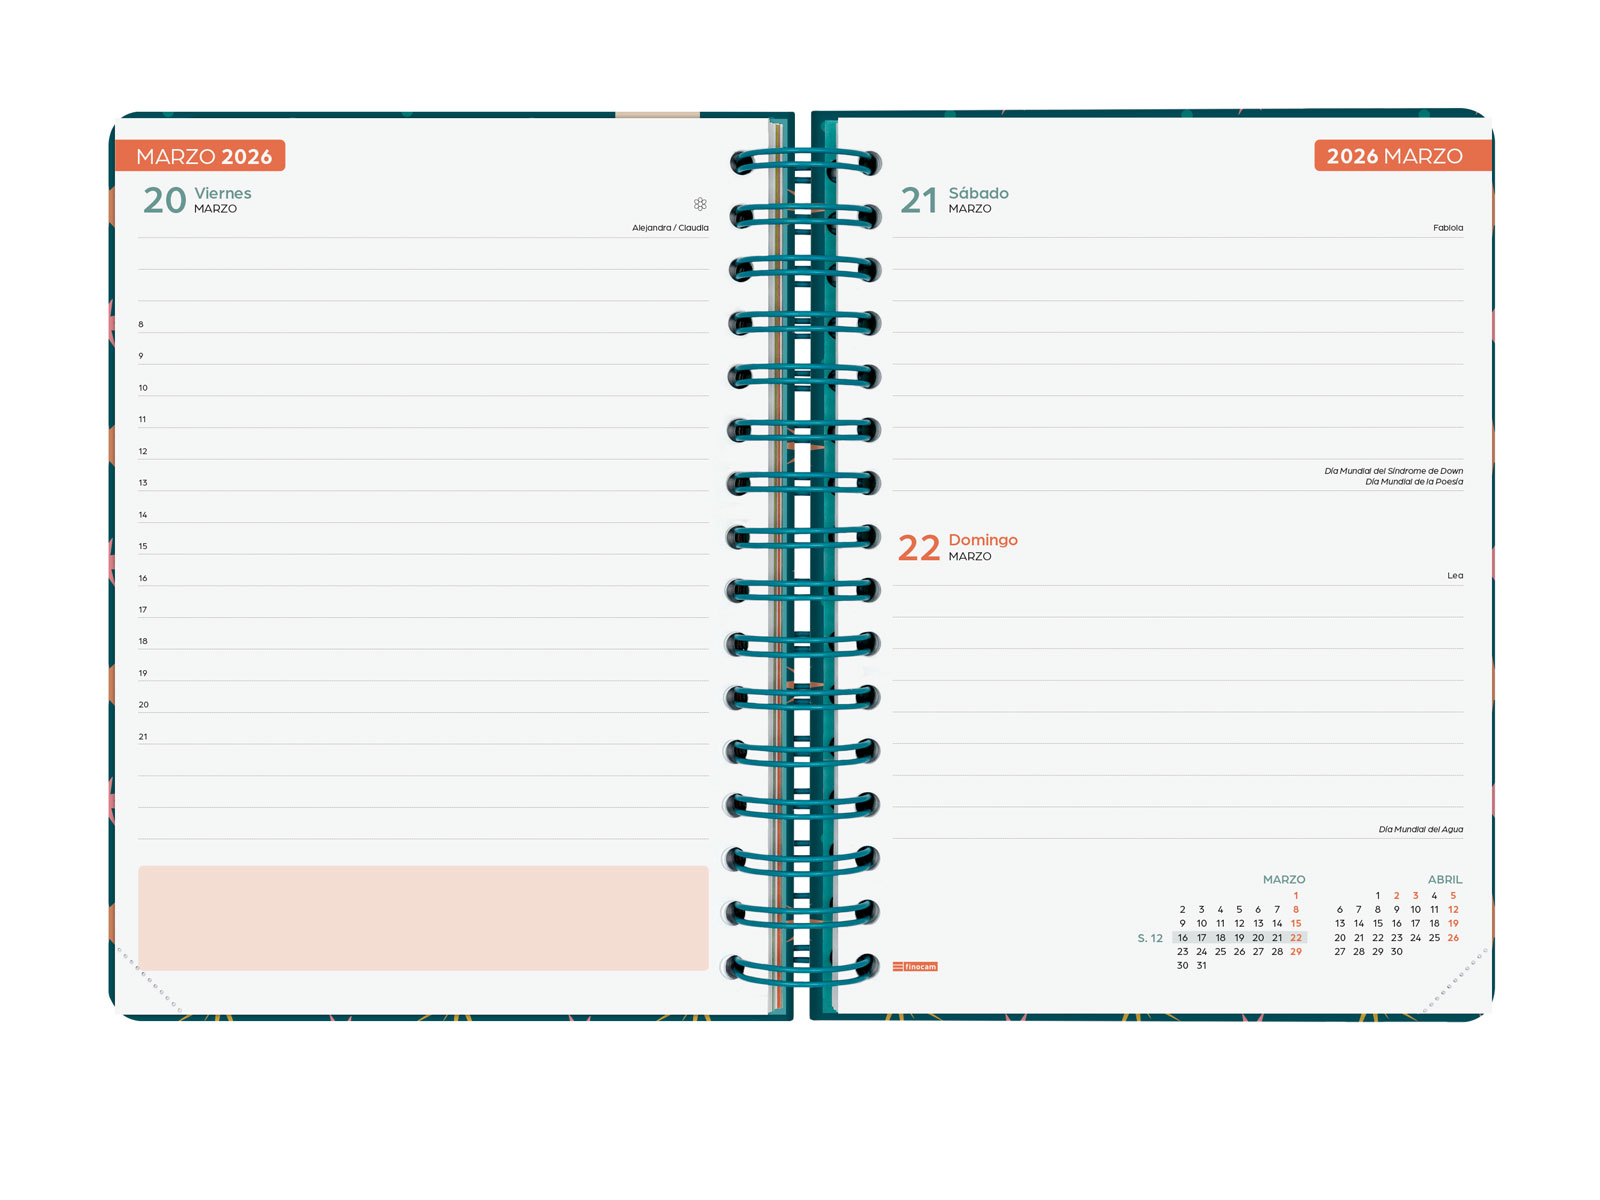 MARZO 2026
20 Viernes
MARZO
Alejandra / Claudia
8
9
10
11
12
13
14
15
16
17
18
19
20
21
2026 MARZO
21 Sábado
MARZO
Fabiola
Día Mundial del Síndrome de Down
Día Mundial de la Poesía
22 Domingo
MARZO
Lea
Día Mundial del Agua
MARZO
1
2 3 4 5 6 7 8
9 10 11 12 13 14 15
S. 12 16 17 18 19 20 21 22
23 24 25 26 27 28 29
30 31
ABRIL
1 2 3 4 5
6 7 8 9 10 11 12
13 14 15 16 17 18 19
20 21 22 23 24 25 26
27 28 29 30
finocam